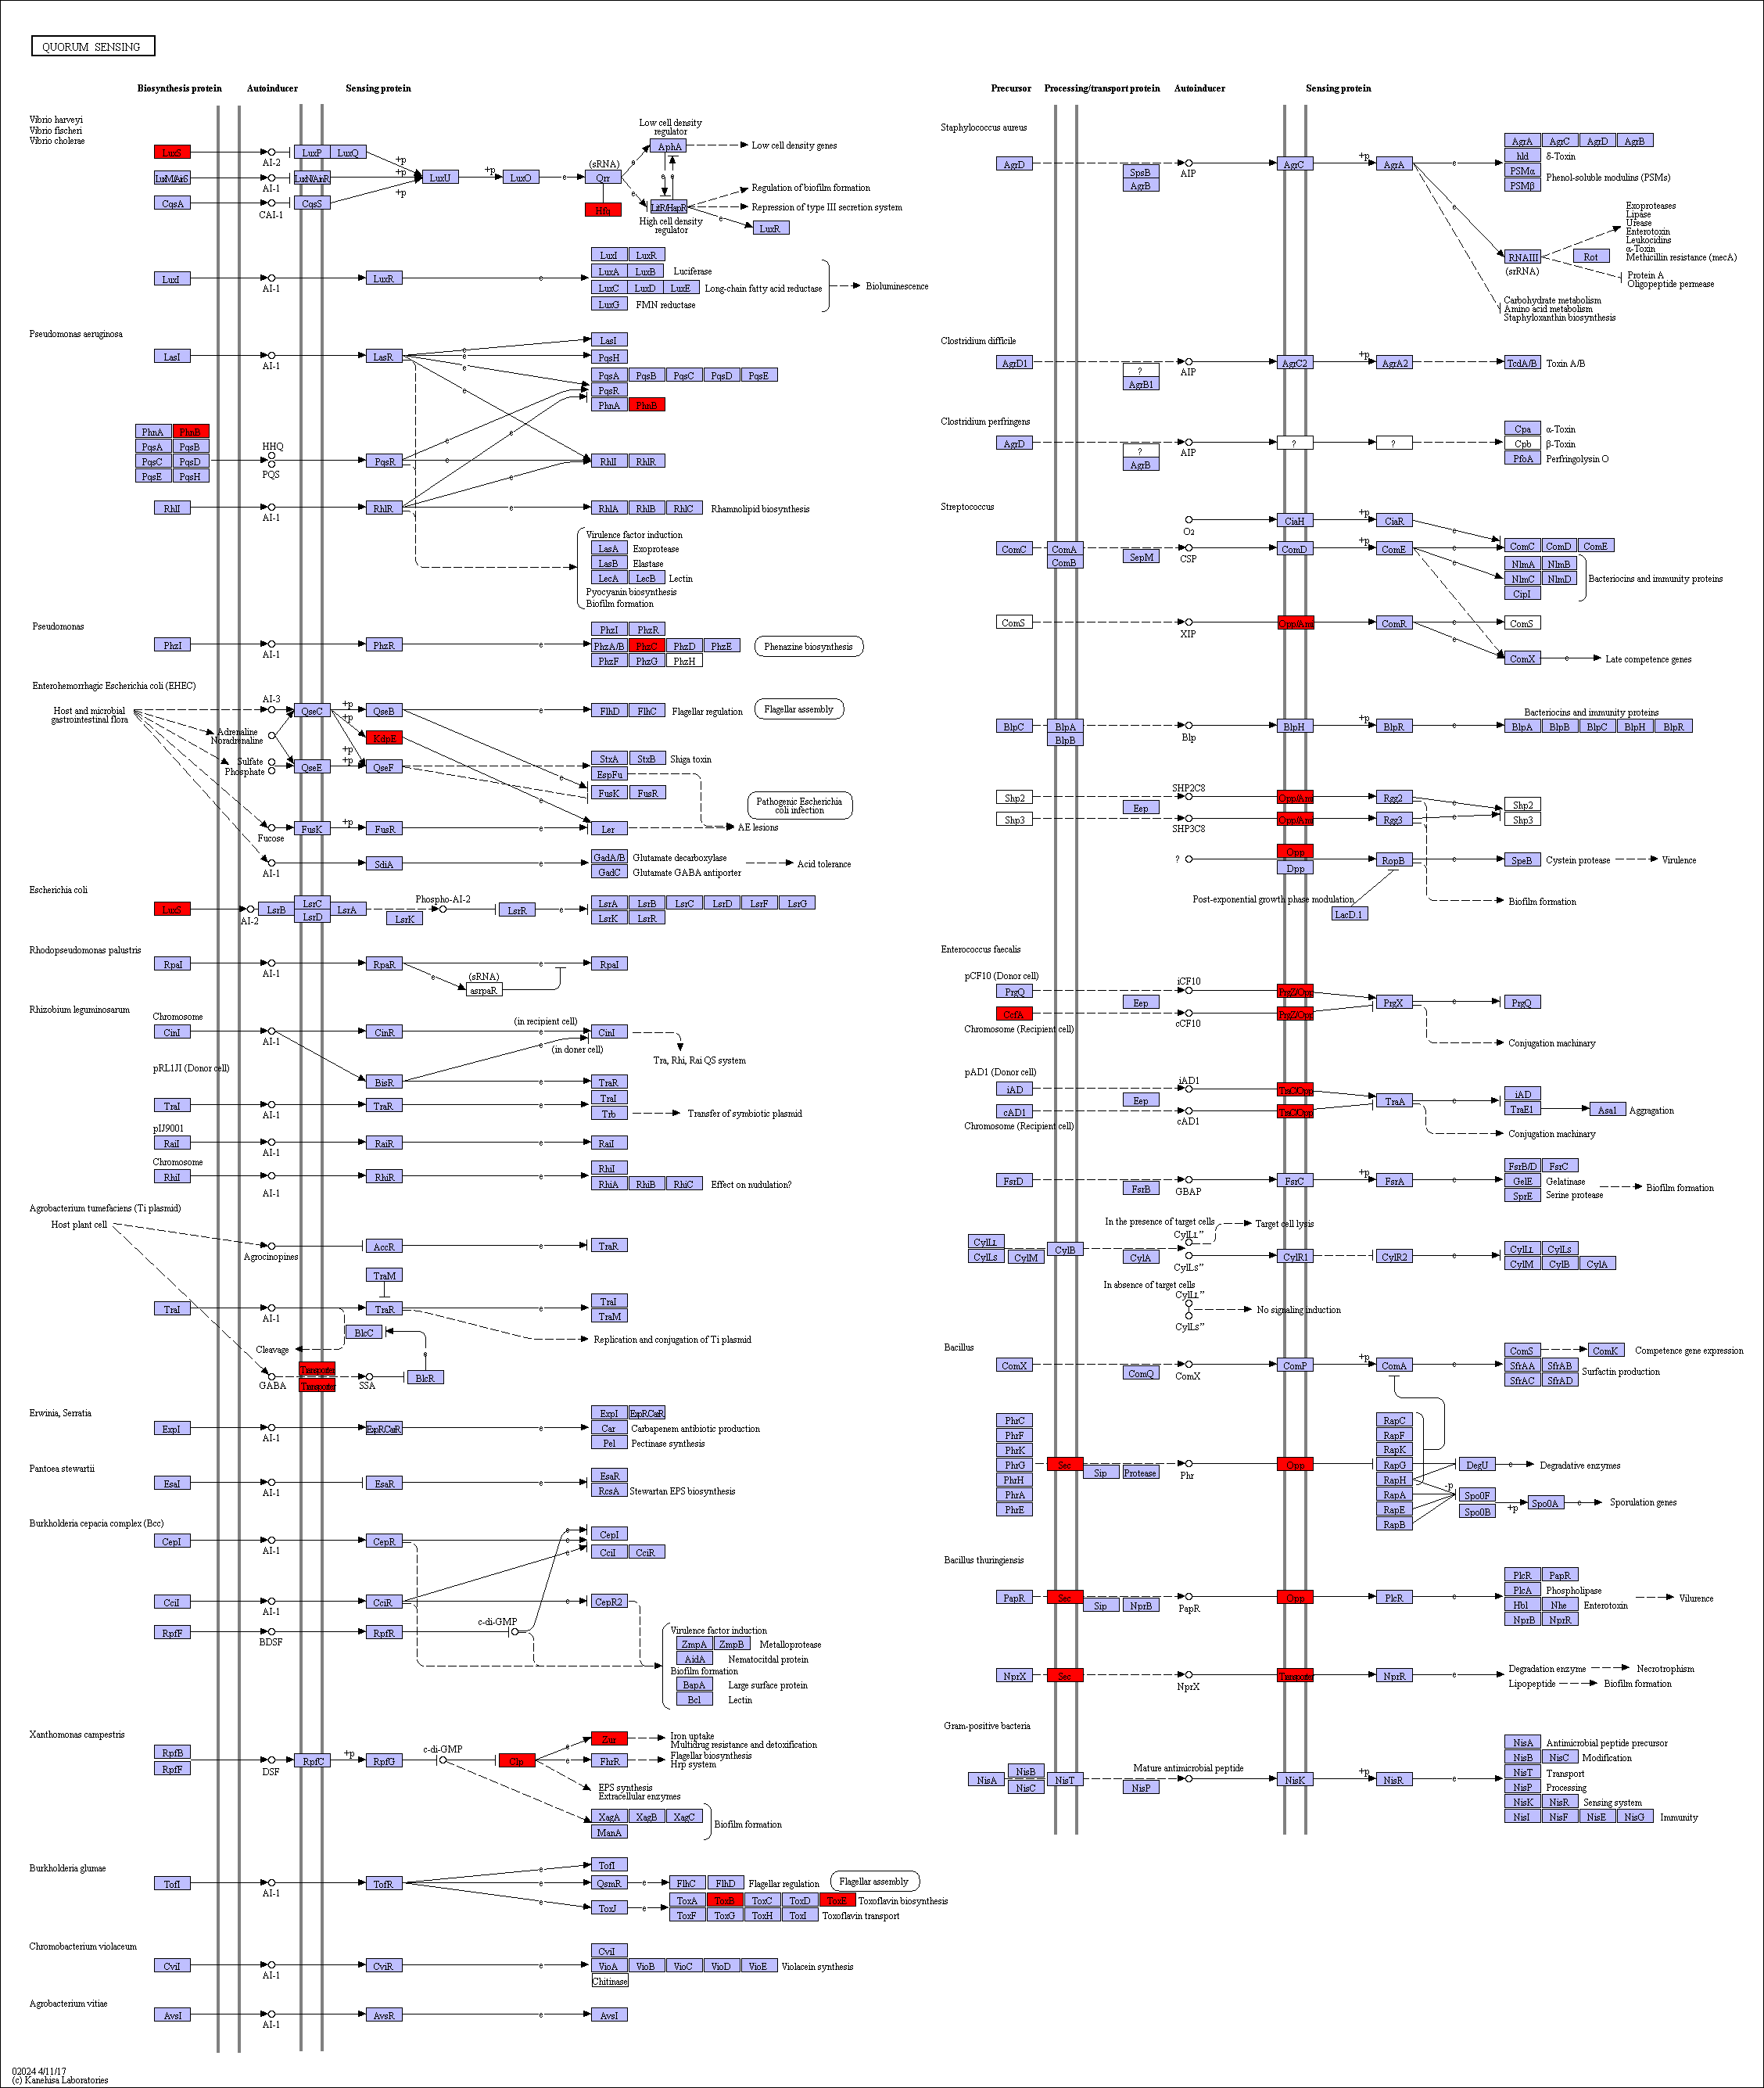 QUORUM SENSING
Biosynthesis protein Autoinducer Sensing protein
Vibrio harveyi
Vibrio fischeri
Vibrio cholerae
LuxS AI-2 LuxP LuxQ +p
LuxM/AinS AI-1 LuxN/AinR +p LuxU +p LuxO e (sRNA) Qrr Hfq
CqsA CAI-1 CqsS +p
Low cell density
regulator
AphA Low cell density genes
e e e e
LitR/HapR
High cell density
regulator
Regulation of biofilm formation
Repression of type III secretion system
e LuxR
LuxI AI-1 LuxR e
LuxI LuxR
LuxA LuxB Luciferase
LuxC LuxD LuxE Long-chain fatty acid reductase
LuxG FMN reductase
Bioluminescence
Pseudomonas aeruginosa
LasI AI-1 LasR e e e e
LasI
PqsH
PqsA PqsB PqsC PqsD PqsE
PqsR
PhnA PhnB
PhnA PhnB
PqsA PqsB
PqsC PqsD
PqsE PqsH
HHQ
PQS
PqsR e e e RhlI RhlR
RhlI AI-1 RhlR e e RhlA RhlB RhlC Rhamnolipid biosynthesis
Virulence factor induction
LasA Exoprotease
LasB Elastase
LecA LecB Lectin
Pyocyanin biosynthesis
Biofilm formation
Pseudomonas
PhzI AI-1 PhzR e
PhzI PhzR
PhzA/B PhzC PhzD PhzE
PhzF PhzG PhzH
Phenazine biosynthesis
Enterohemorrhagic Escherichia coli (EHEC)
Host and microbial
gastrointestinal flora
AI-3 QseC +p QseB e FlhD FlhC Flagellar regulation
Flagellar assembly
Adrenaline
Noradrenaline
+p KdpE
Sulfate
Phosphate
QseE +p +p QseF
StxA StxB Shiga toxin
EspFu
e FusK FusR
e
Pathogenic Escherichia
coli infection
Fucose FusK +p FusR e Ler AE lesions
AI-1 SdiA e
GadA/B Glutamate decarboxylase
GadC Glutamate GABA antiporter
Acid tolerance
Escherichia coli
LuxS AI-2 LsrB LsrC LsrD LsrA LsrK Phospho-AI-2 LsrR e
LsrA LsrB LsrC LsrD LsrF LsrG
LsrK LsrR
Rhodopseudomonas palustris
RpaI AI-1 RpaR e RpaI
e (sRNA)
asrpaR
Rhizobium leguminosarum
Chromosome
CinI AI-1 CinR (in recipient cell) e CinI
e (in doner cell)
Tra, Rhi, Rai QS system
pRL1JI (Donor cell)
BisR e TraR
TraI AI-1 TraR e TraI
Trb Transfer of symbiotic plasmid
pIJ9001
RaiI AI-1 RaiR e RaiI
Chromosome
RhiI AI-1 RhiR e RhiI
RhiA RhiB RhiC Effect on nudulation?
Agrobacterium tumefaciens (Ti plasmid)
Host plant cell
Agrocinopines AccR e TraR
TraM
TraI AI-1 TraR e TraI
TraM
BlcC Replication and conjugation of Ti plasmid
Cleavage
e
GABA Transporter
Transporter
SSA BlcR
Erwinia, Serratia
ExpI AI-1 ExpR/CarR e
ExpI ExpR/CarR
Car Carbapenem antibiotic production
Pel Pectinase synthesis
Pantoea stewartii
EsaI AI-1 EsaR e
EsaR
RcsA Stewartan EPS biosynthesis
Burkholderia cepacia complex (Bcc)
CepI AI-1 CepR e e e
CepI
CciI CciR
CciI AI-1 CciR e CepR2
RpfF BDSF RpfR c-di-GMP
Virulence factor induction
ZmpA ZmpB Metalloprotease
AidA Nematocitdal protein
Biofilm formation
BapA Large surface protein
Bcl Lectin
Xanthomonas campestris
RpfB
RpfF
DSF RpfC +p RpfG c-di-GMP Clp e e
Zur Iron uptake
Multidrug resistance and detoxification
FhrR Flagellar biosynthesis
Hrp system
EPS synthesis
Extracellular enzymes
XagA XagB XagC
ManA
Biofilm formation
Burkholderia glumae
TofI AI-1 TofR e e e
TofI
QsmR e FlhC FlhD Flagellar regulation
Flagellar assembly
TofJ e
ToxA ToxB ToxC ToxD ToxE Toxoflavin biosynthesis
ToxF ToxG ToxH ToxI Toxoflavin transport
Chromobacterium violaceum
CviI AI-1 CviR e
CviI
VioA VioB VioC VioD VioE Violacein synthesis
Chitinase
Agrobacterium vitiae
AvsI AI-1 AvsR e AvsI
02024 4/11/17
(c) Kanehisa Laboratories
Precursor Processing/transport protein Autoinducer Sensing protein
Staphylococcus aureus
AgrD SpsB AgrB AIP AgrC +p AgrA e
AgrA AgrC AgrD AgrB
hld δ-Toxin
PSMα
PSMβ
Phenol-soluble modulins (PSMs)
e RNAIII
(srRNA)
Rot
Exoproteases
Lipase
Urease
Enterotoxin
Leukocidins
α-Toxin
Methicillin resistance (mecA)
Protein A
Oligopeptide permease
Carbohydrate metabolism
Amino acid metabolism
Staphyloxanthin biosynthesis
Clostridium difficile
AgrD1 ? AgrB1 AIP AgrC2 +p AgrA2 TcdA/B Toxin A/B
Clostridium perfringens
AgrD ? AgrB AIP ? ?
Cpa α-Toxin
Cpb β-Toxin
PfoA Perfringolysin O
Streptococcus
O2 CiaH +p CiaR e
ComC ComA ComB SepM CSP ComD +p ComE e e
ComC ComD ComE
NlmA NlmB
NlmC NlmD
CipI
Bacteriocins and immunity proteins
ComS XIP Opp/Ami ComR e e ComS
ComX e Late competence genes
Bacteriocins and immunity proteins
BlpC BlpA BlpB Blp BlpH +p BlpR e BlpA BlpB BlpC BlpH BlpR
Shp2 Eep SHP2C8 Opp/Ami Rgg2 e Shp2
Shp3 SHP3C8 Opp/Ami Rgg3 e Shp3
? Opp
Dpp
RopB e SpeB Cystein protease Virulence
Post-exponential growth phase modulation
LacD.1
Biofilm formation
Enterococcus faecalis
pCF10 (Donor cell)
PrgQ Eep iCF10 PrgZ/Opp PrgX e PrgQ
CcfA cCF10 PrgZ/Opp
Chromosome (Recipient cell)
Conjugation machinery
pAD1 (Donor cell)
iAD Eep iAD1 TraC/Opp TraA e iAD
cAD1 cAD1 TraC/Opp TraE1 Asa1 Aggragation
Chromosome (Recipient cell)
Conjugation machinary
FsrD FsrB GBAP FsrC +p FsrA e
FsrB/D FsrC
GelE Gelatinase
SprE Serine protease
Biofilm formation
In the presence of target cells Target cell lysis
CylLL CylLS CylM CylB CylA CylLL" CylLs" CylR1 CylR2 e
CylLL CylLs
CylM CylB CylA
In absence of target cells
CylLL"
CylLs"
No signaling induction
Bacillus
ComX ComQ ComX ComP +p ComA e
ComS ComK Competence gene expression
SrfAA SrfAB
SrfAC SrfAD
Surfactin production
PhrC
PhrF
PhrK
PhrG
PhrH
PhrA
PhrE
Sec Sip Protease Phr Opp
RapC
RapF
RapK
RapG
RapH
RapA
RapE
RapB
DegU e Degradative enzymes
-p Spo0F
Spo0B
+p Spo0A e Sporulation genes
Bacillus thuringiensis
PapR Sec Sip NprB PapR Opp PlcR e
PlcR PapR
PlcA Phospholipase
Hbl Nhe Enterotoxin
NprB NprR
Vilurence
NprX Sec NprX Transporter NprR e
Degradation enzyme Necrotrophism
Lipopeptide Biofilm formation
Gram-positive bacteria
NisA NisB NisC NisT NisP Mature antimicrobial peptide NisK +p NisR e
NisA Antimicrobial peptide precursor
NisB NisC Modification
NisT Transport
NisP Processing
NisK NisR Sensing system
NisI NisF NisE NisG Immunity